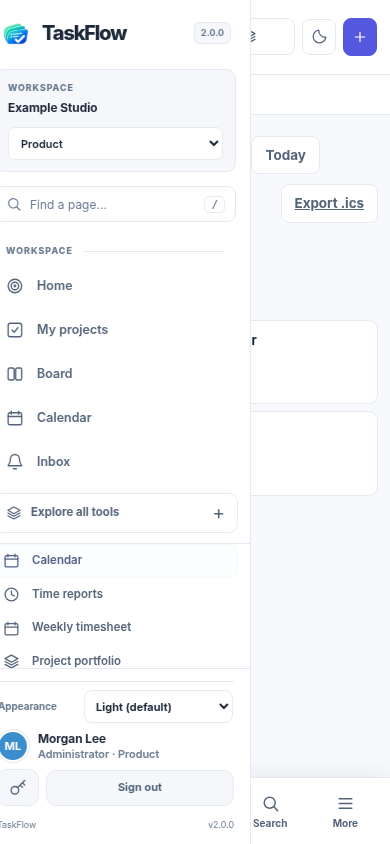 TaskFlow
2.0.0
WORKSPACE
Example Studio
Product
Find a page...
/
WORKSPACE
Home
My projects
Board
Calendar
Inbox
Explore all tools
+
Calendar
Time reports
Weekly timesheet
Project portfolio
Appearance
Light (default)
ML
Morgan Lee
Administrator · Product
Sign out
TaskFlow
v2.0.0
+
Today
Export .ics
r
Search
More